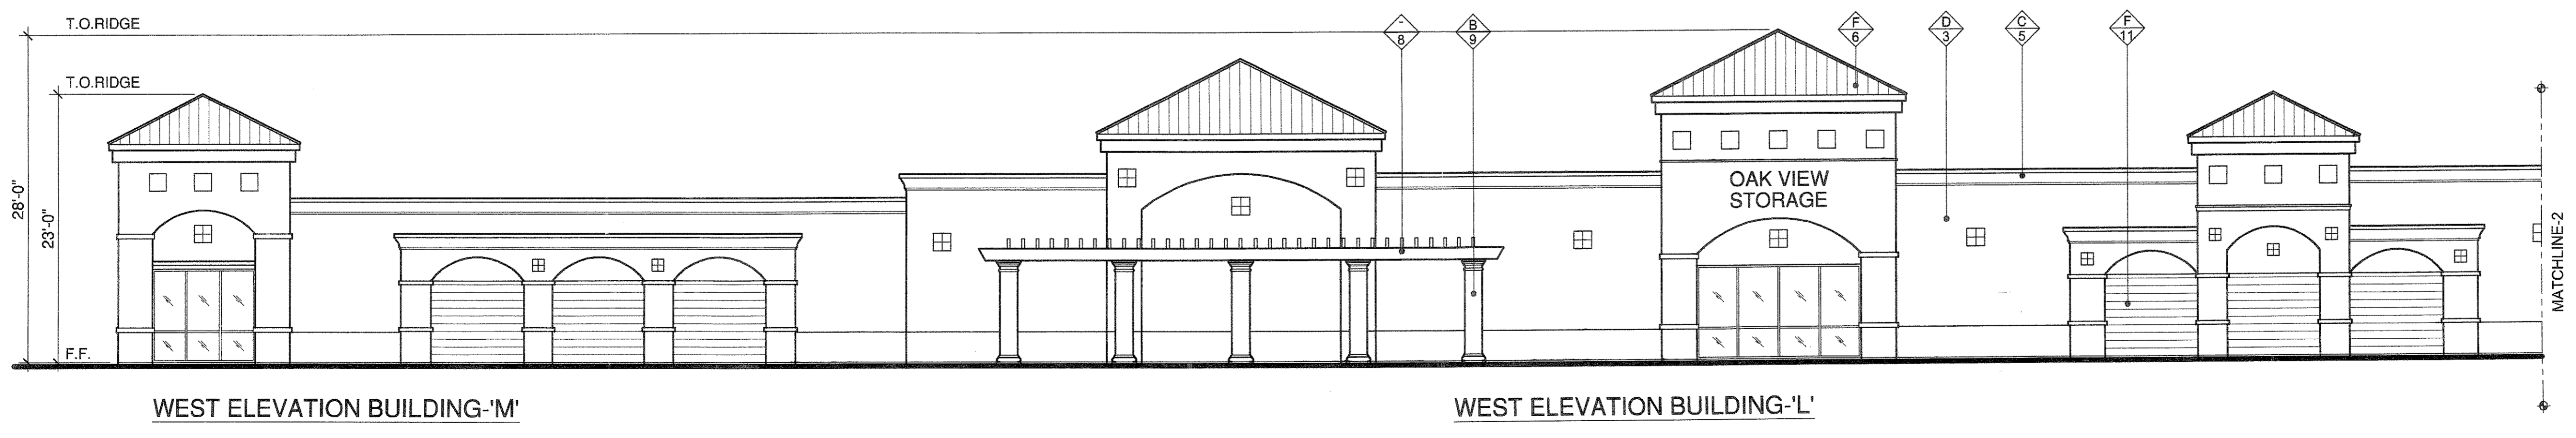 T.O.RIDGE
T.O.RIDGE
28'-0"
23'-0"
F.F.
-
8
B
9
F
6
D
3
C
5
F
11
OAK VIEW
STORAGE
MATCHLINE-2
WEST ELEVATION BUILDING-'M'
WEST ELEVATION BUILDING-'L'